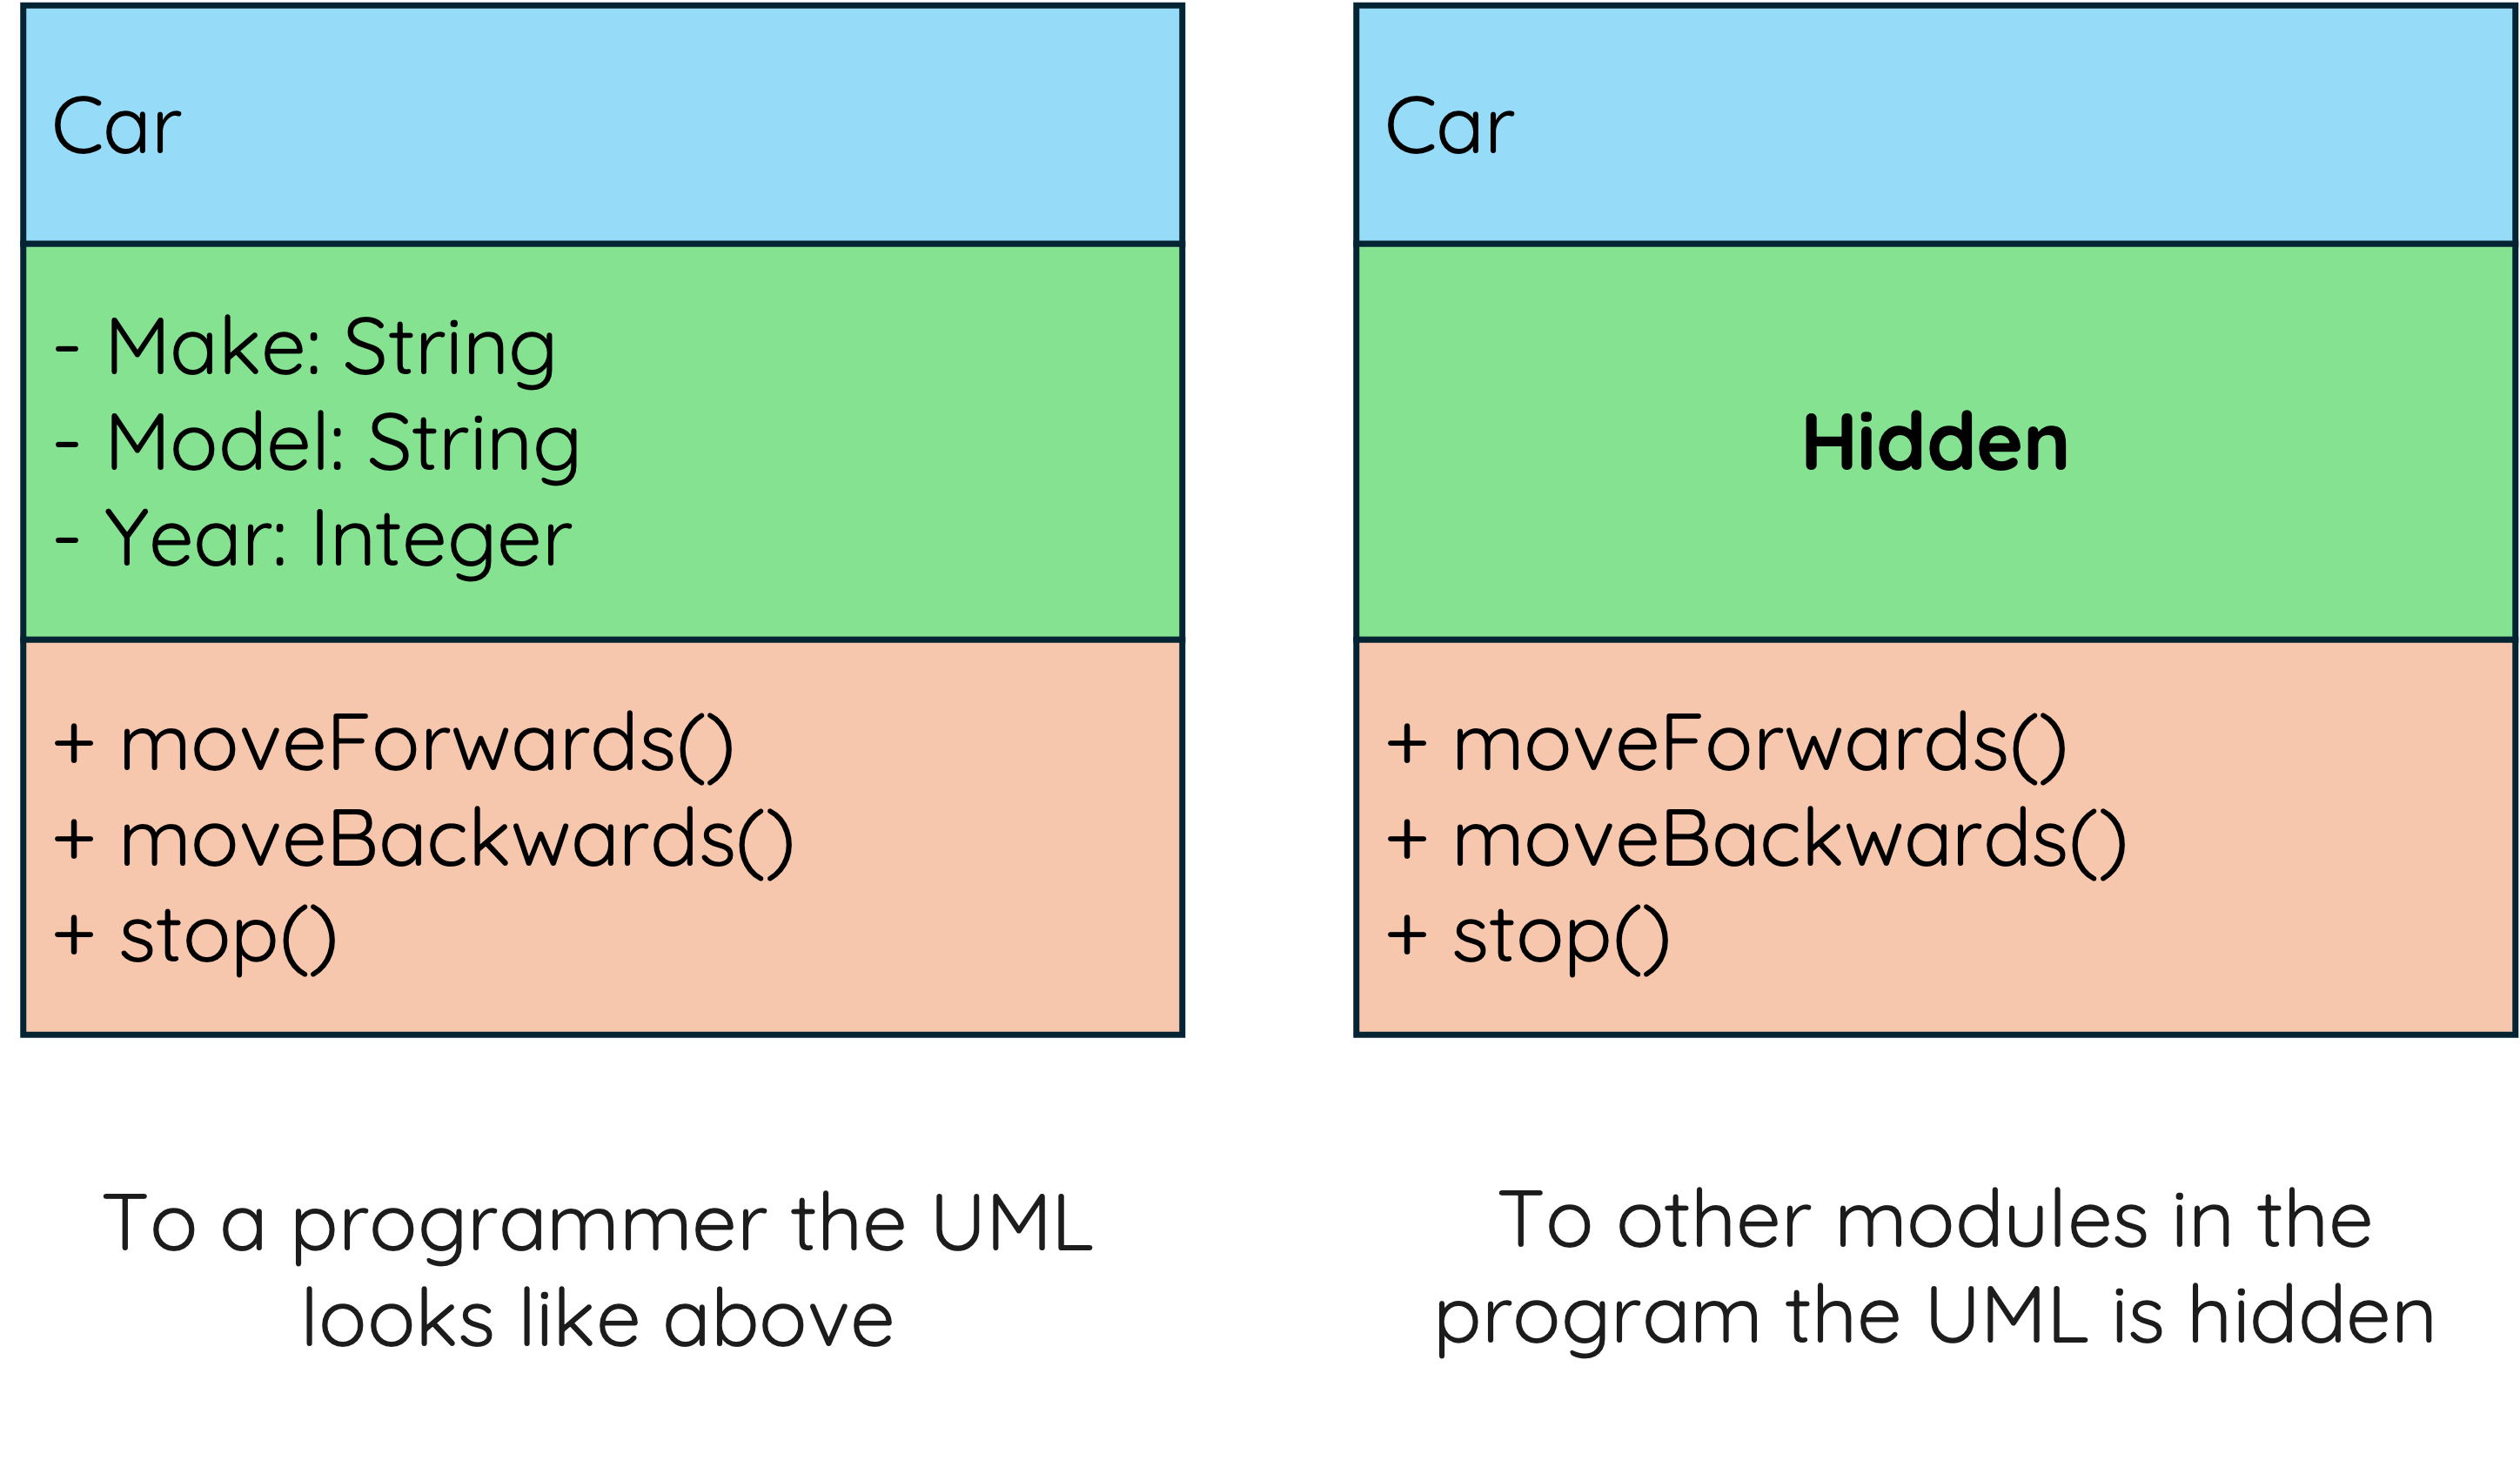 Car
- Make: String
- Model: String
- Year: Integer
+ moveForwards()
+ moveBackwards()
+ stop()
To a programmer the UML
looks like above
Car
Hidden
+ moveForwards()
+ moveBackwards()
+ stop()
To other modules in the
program the UML is hidden